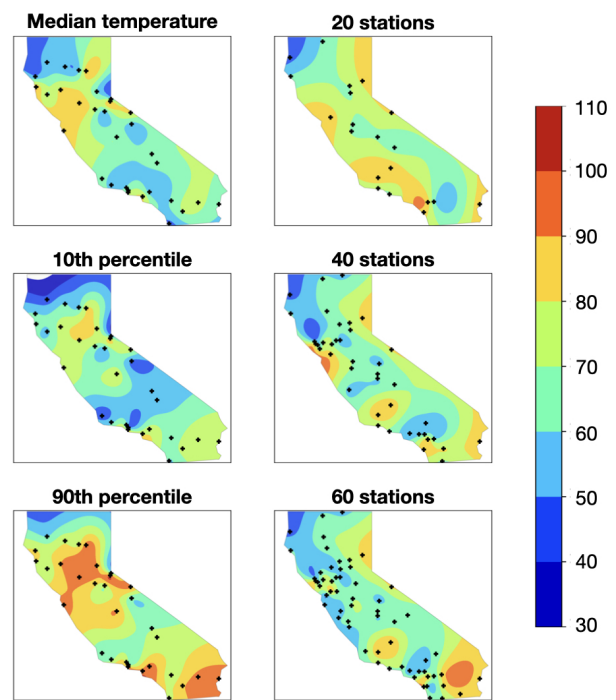 Median temperature
20 stations
10th percentile
40 stations
90th percentile
60 stations
110
100
90
80
70
60
50
40
30